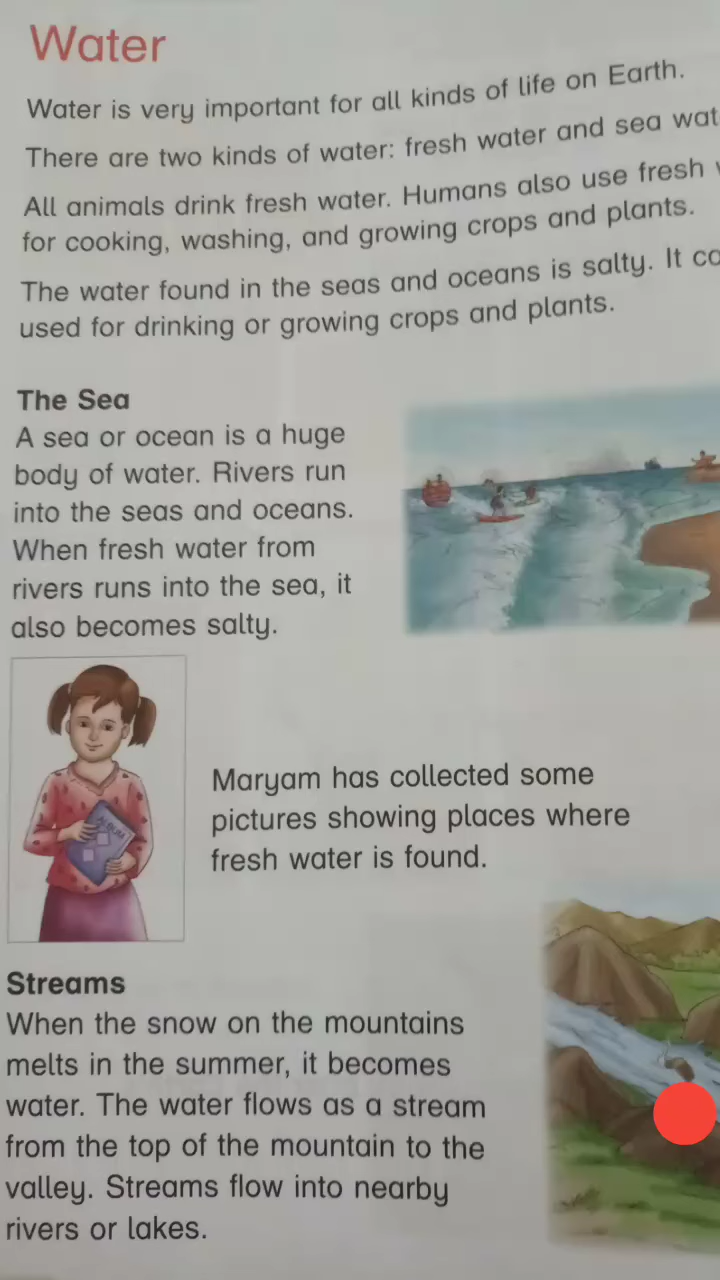 Water
Water is very important for all kinds of life on Earth.
There are two kinds of water: fresh water and sea
All animals drink fresh water. Humans also use fresh
for cooking, washing, and growing crops and plants.
The water found in the seas and oceans is salty. It
used for drinking or growing crops and plants.
The Sea
A sea or ocean is a huge
body of water. Rivers run
into the seas and oceans.
When fresh water from
rivers runs into the sea, it
also becomes salty.
ALBUM
Maryam has collected some
pictures showing places where
fresh water is found.
Streams
When the snow on the mountains
melts in the summer, it becomes
water. The water flows as a stream
from the top of the mountain to the
valley. Streams flow into nearby
rivers or lakes.